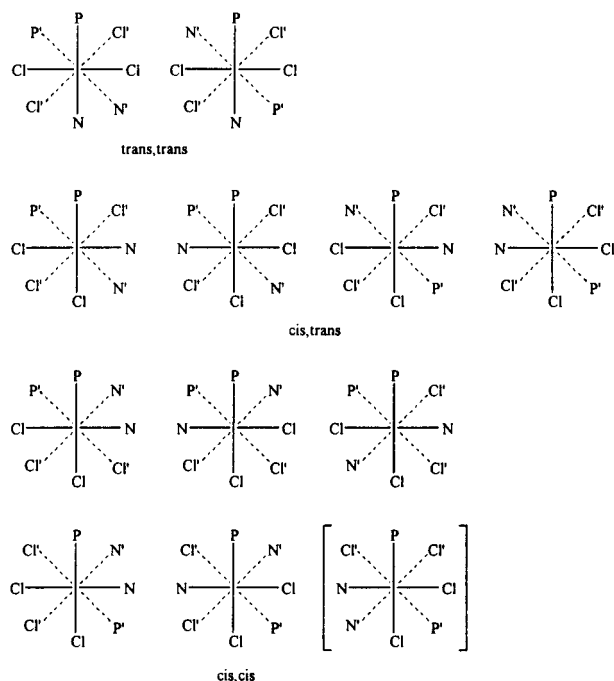 P P
P' Cl' N' Cl'
Cl Cl Cl Cl
Cl' N' Cl' P'
N N
trans,trans
P P P P
P' Cl' P' Cl' N' Cl' N' Cl'
Cl N N Cl Cl N N Cl
Cl' N' Cl' N' Cl' P' Cl' P'
Cl Cl Cl Cl
cis,trans
P P P
P' N' P' N' P' Cl'
Cl N N Cl Cl N
Cl' Cl' Cl' Cl' N' Cl'
Cl Cl Cl
P P P
Cl' N' Cl' N' Cl' Cl'
Cl N N Cl N Cl
Cl' P' Cl' P' N' P'
Cl Cl Cl
cis,cis